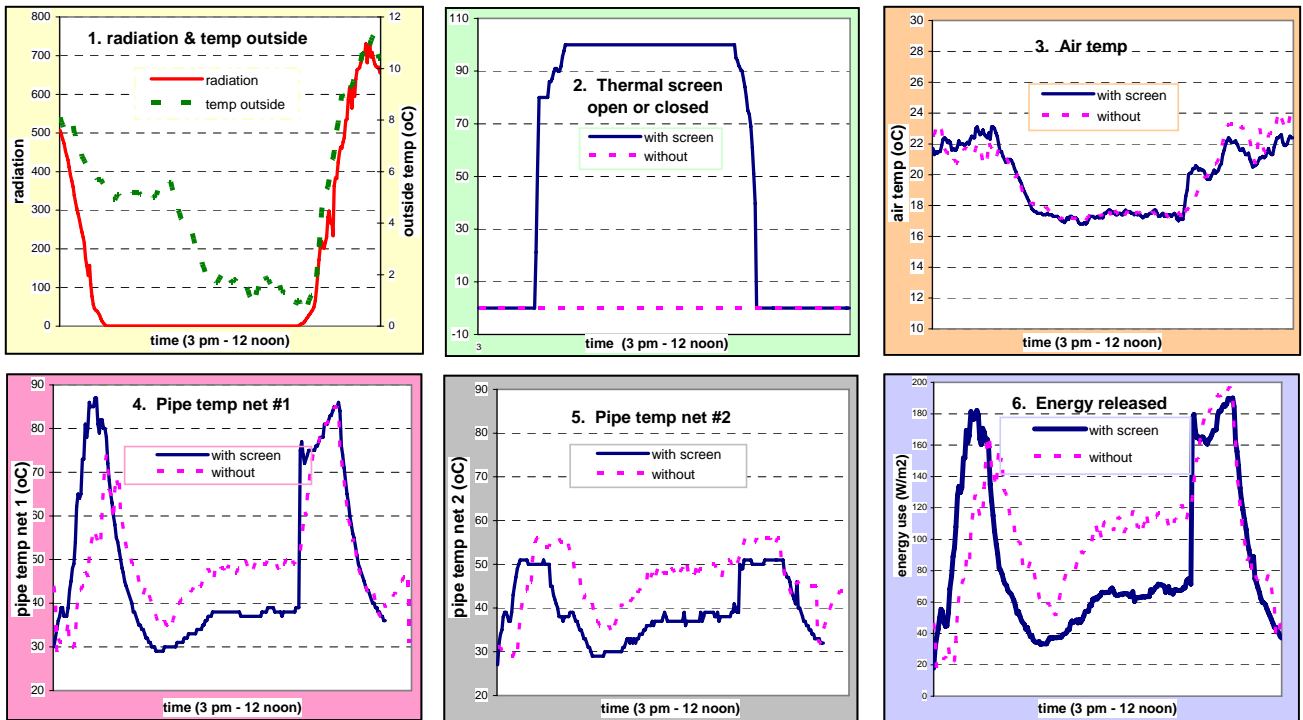 1. radiation & temp outside
800
700
600
500
400
300
200
100
0
radiation
12
10
8
6
4
2
0
outside temp (oC)
radiation
temp outside
time (3 pm - 12 noon)
110
90
70
50
30
10
-10
2. Thermal screen
open or closed
with screen
without
3
time (3 pm - 12 noon)
30
28
26
24
22
20
18
16
14
12
10
air temp (oC)
3. Air temp
with screen
without
time (3 pm - 12 noon)
90
80
70
60
50
40
30
20
pipe temp net 1 (oC)
4. Pipe temp net #1
with screen
without
time (3 pm - 12 noon)
90
80
70
60
50
40
30
20
pipe temp net 2 (oC)
5. Pipe temp net #2
with screen
without
time (3 pm - 12 noon)
200
180
160
140
120
100
80
60
40
20
0
energy use (W/m2)
6. Energy released
with screen
without
time (3 pm - 12 noon)